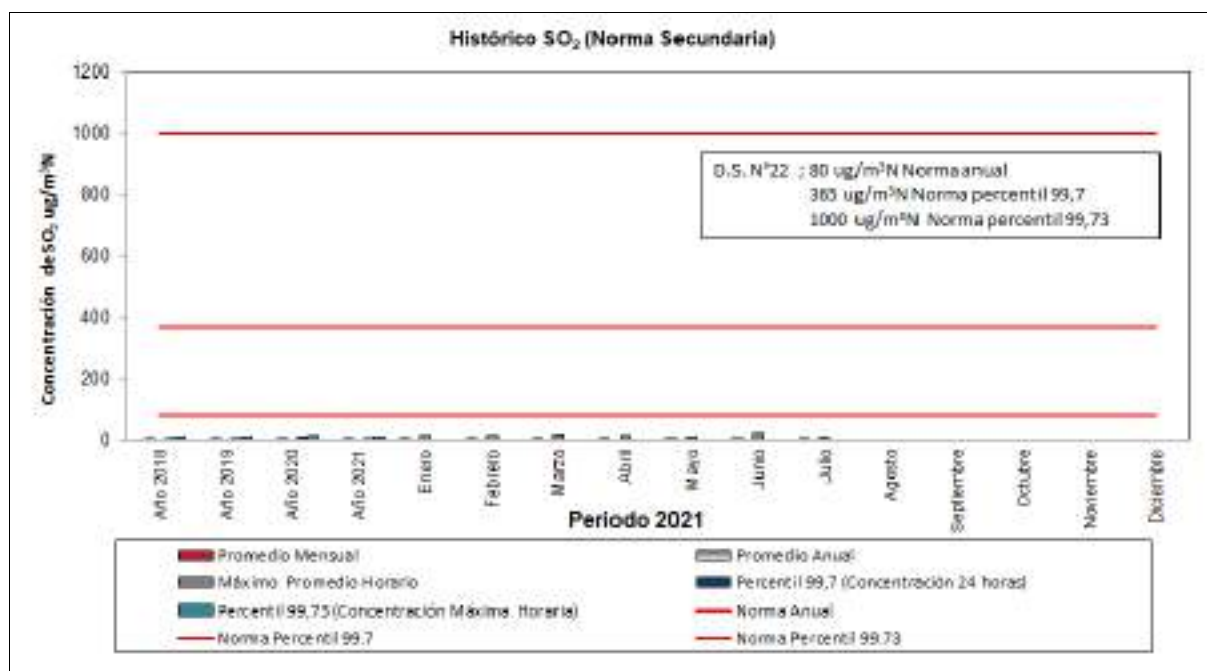 Histórico SO₂ (Norma Secundaria)
Concentración de SO₂ ug/m³N
1200
1000
800
600
400
200
0
D.S. N°22 ; 80 ug/m³N Norma anual
365 ug/m³N Norma percentil 99,7
1000 ug/m³N Norma percentil 99,73
Año 2018
Año 2019
Año 2020
Año 2021
Enero
Febrero
Marzo
Abril
Mayo
Junio
Julio
Agosto
Septiembre
Octubre
Noviembre
Diciembre
Periodo 2021
Promedio Mensual
Promedio Anual
Máximo Promedio Horario
Percentil 99,7 (Concentración 24 horas)
Percentil 99,73 (Concentración Máxima Horaria)
Norma Anual
Norma Percentil 99.7
Norma Percentil 99.73